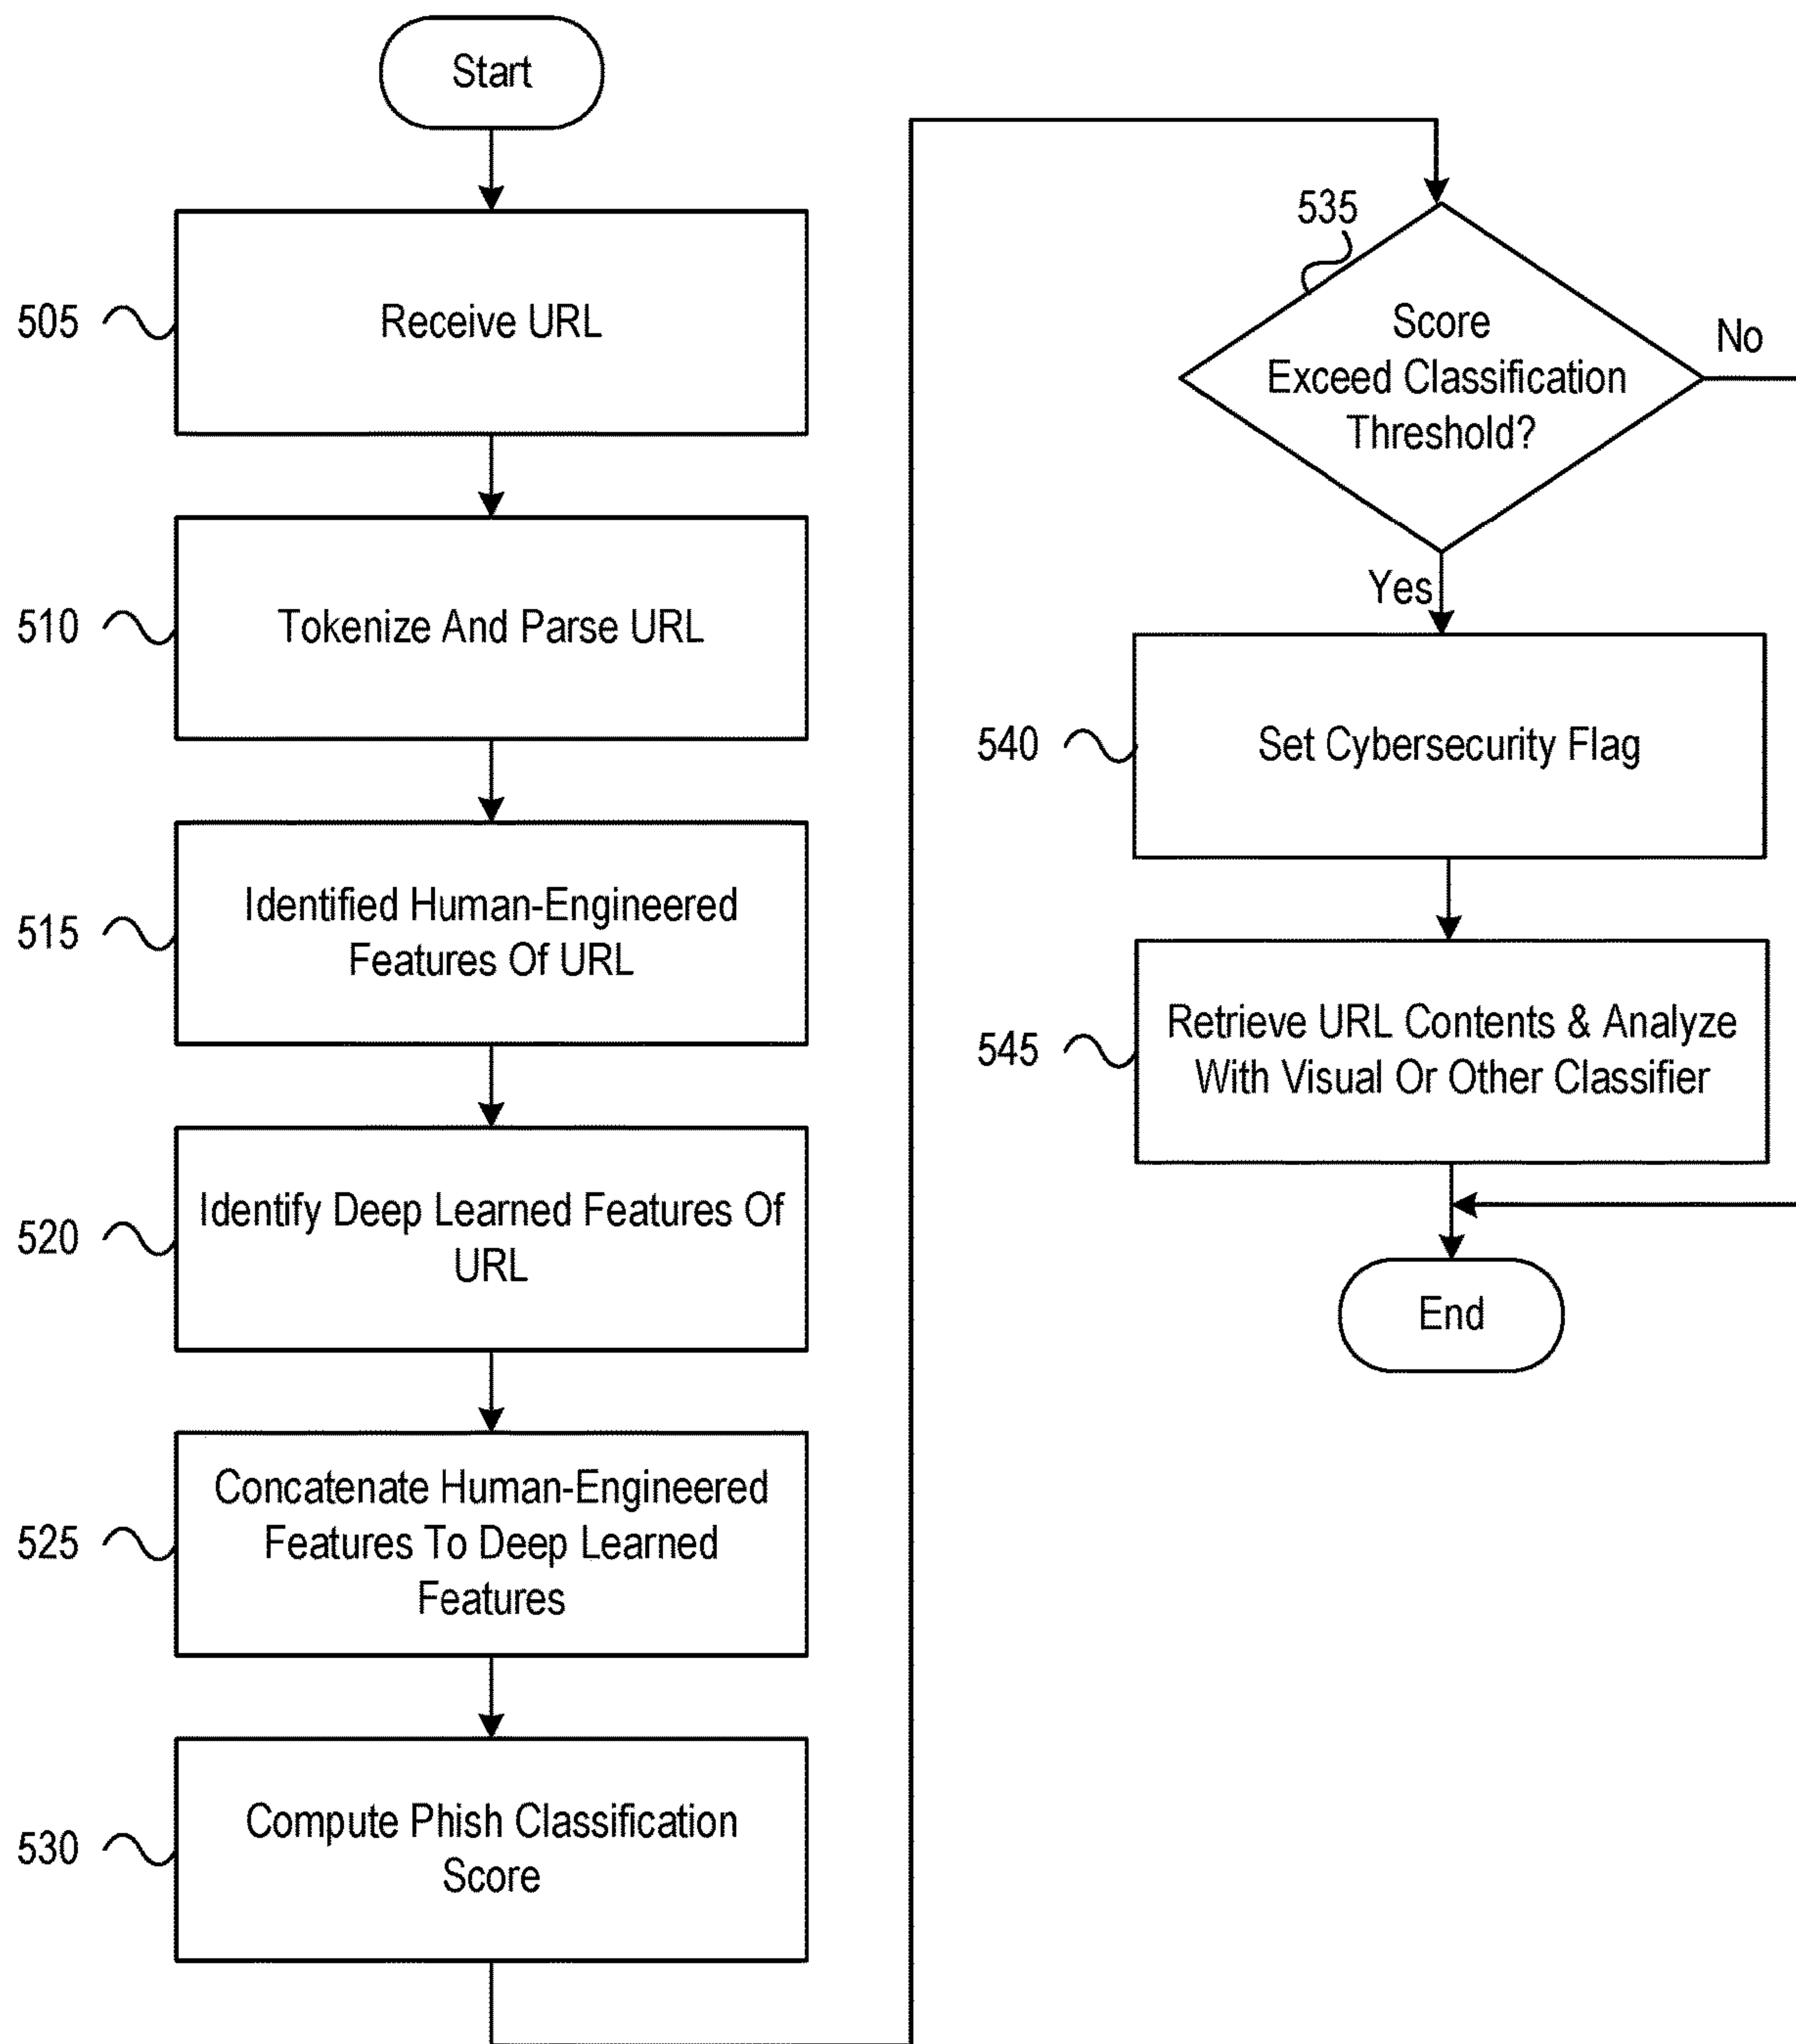 Start
505
Receive URL
510
Tokenize And Parse URL
515
Identified Human-Engineered
Features Of URL
520
Identify Deep Learned Features Of
URL
525
Concatenate Human-Engineered
Features To Deep Learned
Features
530
Compute Phish Classification
Score
535
Score
Exceed Classification
Threshold?
No
Yes
540
Set Cybersecurity Flag
545
Retrieve URL Contents & Analyze
With Visual Or Other Classifier
End